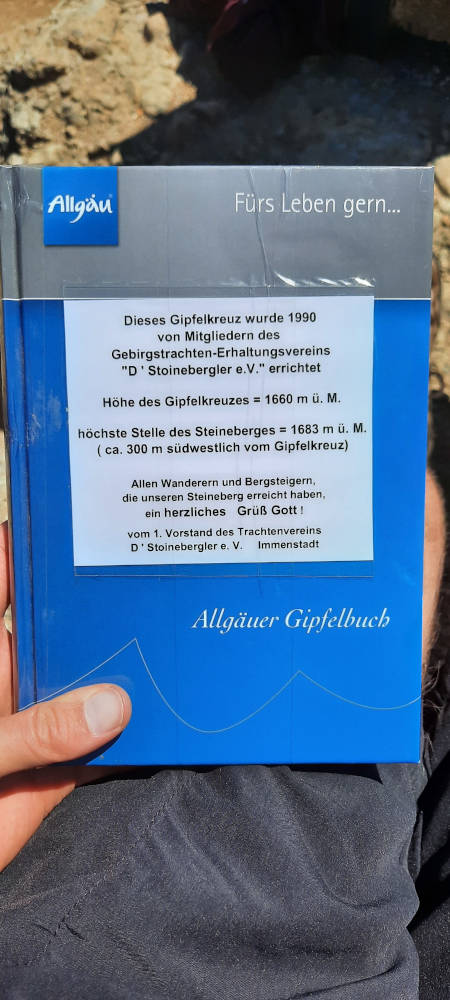 Allgäu
Fürs Leben gern...
Dieses Gipfelkreuz wurde 1990
von Mitgliedern des
Gebirgstrachten-Erhaltungsvereins
"D ' Stoinebergler e.V." errichtet
Höhe des Gipfelkreuzes = 1660 m ü. M.
höchste Stelle des Steineberges = 1683 m ü. M.
( ca. 300 m südwestlich vom Gipfelkreuz)
Allen Wanderern und Bergsteigern,
die unseren Steineberg erreicht haben,
ein herzliches Grüß Gott !
vom 1. Vorstand des Trachtenvereins
D ' Stoinebergler e. V. Immenstadt
Allgäuer Gipfelbuch